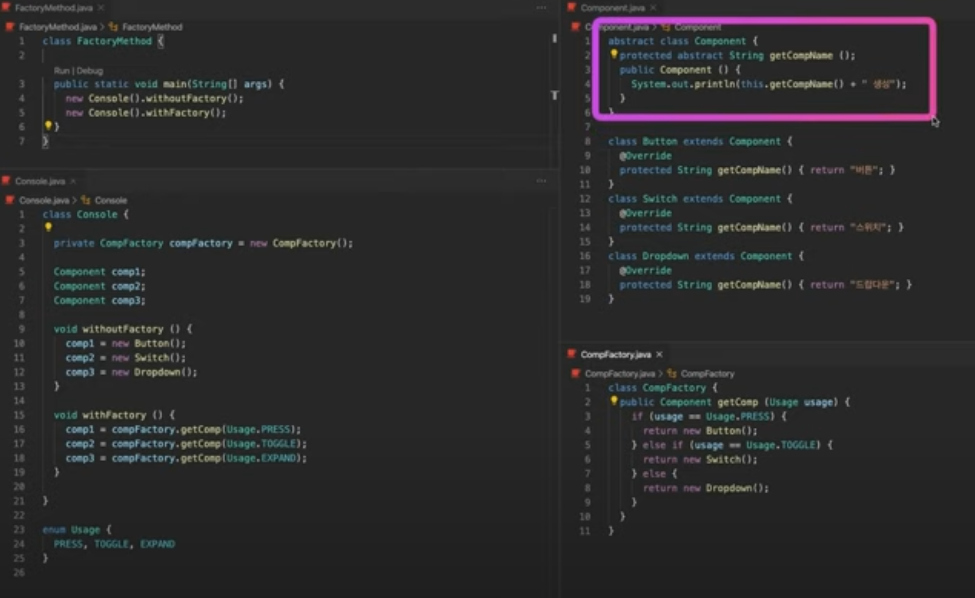 FactoryMethod.java ×
FactoryMethod.java > FactoryMethod
1 class FactoryMethod {
2
Run | Debug
3 public static void main(String[] args) {
4 new Console().withoutFactory();
5 new Console().withFactory();
6 }
7 }
Console.java ×
Console.java > Console
1 class Console {
2
3 private CompFactory compFactory = new CompFactory();
4
5 Component comp1;
6 Component comp2;
7 Component comp3;
8
9 void withoutFactory () {
10 comp1 = new Button();
11 comp2 = new Switch();
12 comp3 = new Dropdown();
13 }
14
15 void withFactory () {
16 comp1 = compFactory.getComp(Usage.PRESS);
17 comp2 = compFactory.getComp(Usage.TOGGLE);
18 comp3 = compFactory.getComp(Usage.EXPAND);
19 }
20
21 }
22
23 enum Usage {
24 PRESS, TOGGLE, EXPAND
25 }
26
Component.java ×
Component.java > Component
1 abstract class Component {
2 protected abstract String getCompName ();
3 public Component () {
4 System.out.println(this.getCompName() + " 생성");
5 }
6 }
7
8 class Button extends Component {
9 @Override
10 protected String getCompName() { return "버튼"; }
11 }
12 class Switch extends Component {
13 @Override
14 protected String getCompName() { return "스위치"; }
15 }
16 class Dropdown extends Component {
17 @Override
18 protected String getCompName() { return "드랍다운"; }
19 }
CompFactory.java ×
CompFactory.java > CompFactory
1 class CompFactory {
2 public Component getComp (Usage usage) {
3 if (usage == Usage.PRESS) {
4 return new Button();
5 } else if (usage == Usage.TOGGLE) {
6 return new Switch();
7 } else {
8 return new Dropdown();
9 }
10 }
11 }